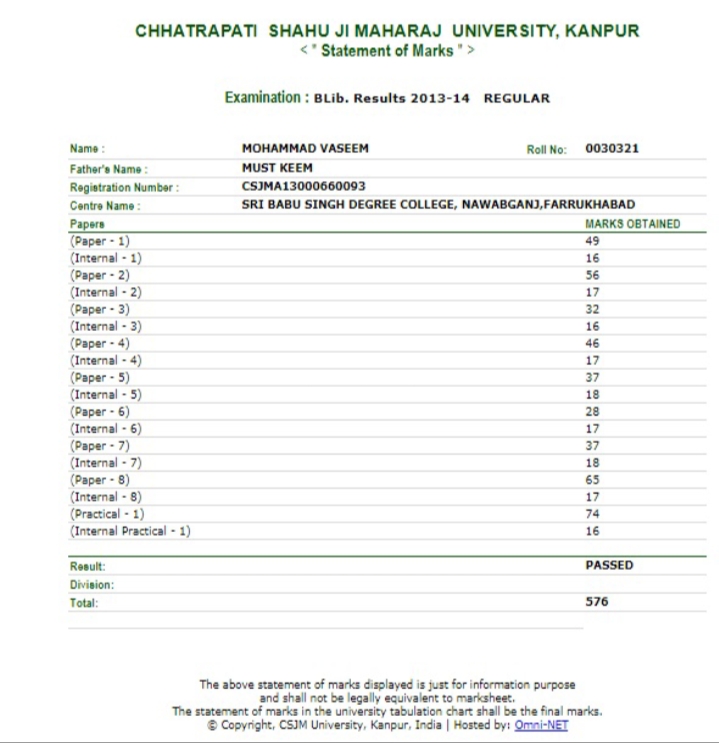 CHHATRAPATI SHAHU JI MAHARAJ UNIVERSITY, KANPUR
< * Statement of Marks * >
Examination : BLib. Results 2013-14 REGULAR
Name : MOHAMMAD VASEEM Roll No: 0030321
Father's Name : MUST KEEM
Registration Number : CSJMA13000660093
Centre Name : SRI BABU SINGH DEGREE COLLEGE, NAWABGANJ,FARRUKHABAD
Papers MARKS OBTAINED
(Paper - 1) 49
(Internal - 1) 16
(Paper - 2) 56
(Internal - 2) 17
(Paper - 3) 32
(Internal - 3) 16
(Paper - 4) 46
(Internal - 4) 17
(Paper - 5) 37
(Internal - 5) 18
(Paper - 6) 28
(Internal - 6) 17
(Paper - 7) 37
(Internal - 7) 18
(Paper - 8) 65
(Internal - 8) 17
(Practical - 1) 74
(Internal Practical - 1) 16
Result: PASSED
Division:
Total: 576
The above statement of marks displayed is just for information purpose
and shall not be legally equivalent to marksheet.
The statement of marks in the university tabulation chart shall be the final marks.
© Copyright, CSJM University, Kanpur, India | Hosted by: Omni-NET